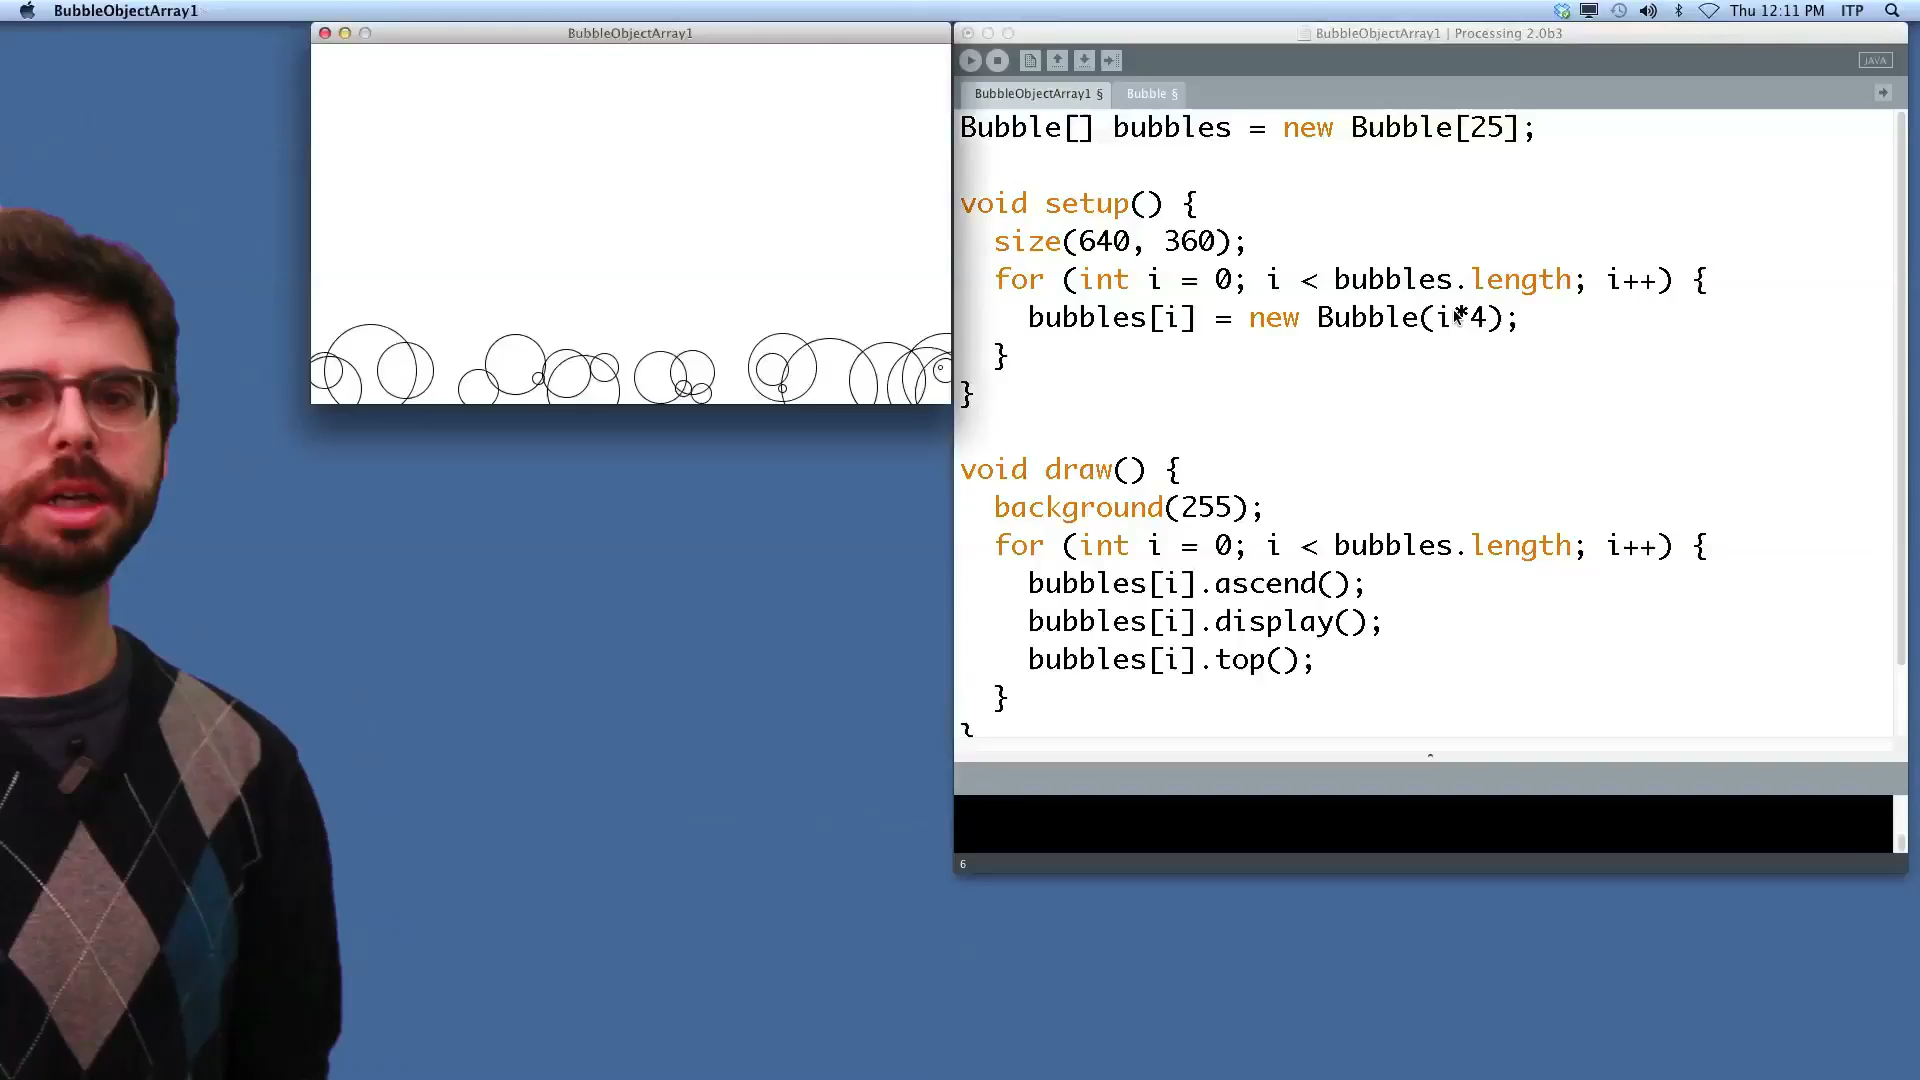 BubbleObjectArray1
Thu 12:11 PM ITP
BubbleObjectArray1
BubbleObjectArray1 | Processing 2.0b3
JAVA
BubbleObjectArray1 § Bubble §
Bubble[] bubbles = new Bubble[25];
void setup() {
size(640, 360);
for (int i = 0; i < bubbles.length; i++) {
bubbles[i] = new Bubble(i*4);
}
}
void draw() {
background(255);
for (int i = 0; i < bubbles.length; i++) {
bubbles[i].ascend();
bubbles[i].display();
bubbles[i].top();
}
}
6